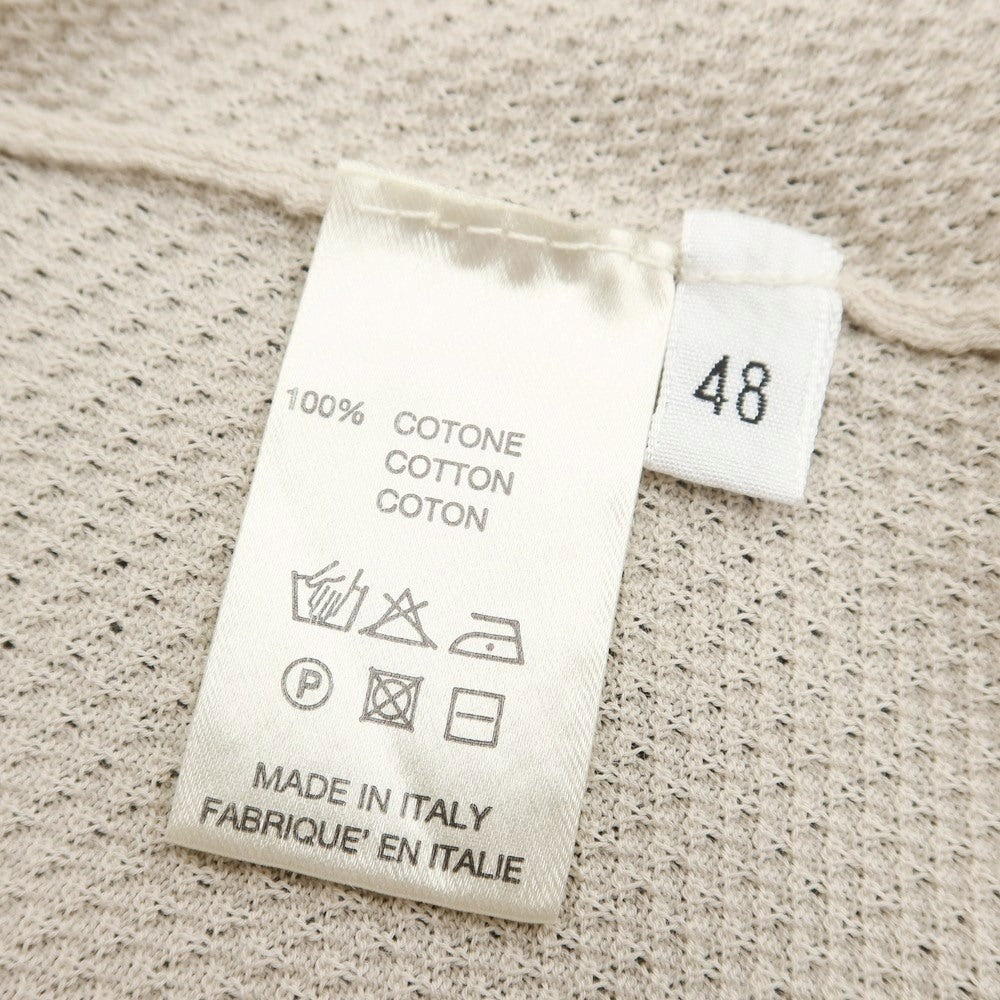 100% COTONE
COTTON
COTON
P
MADE IN ITALY
FABRIQUE' EN ITALIE
48